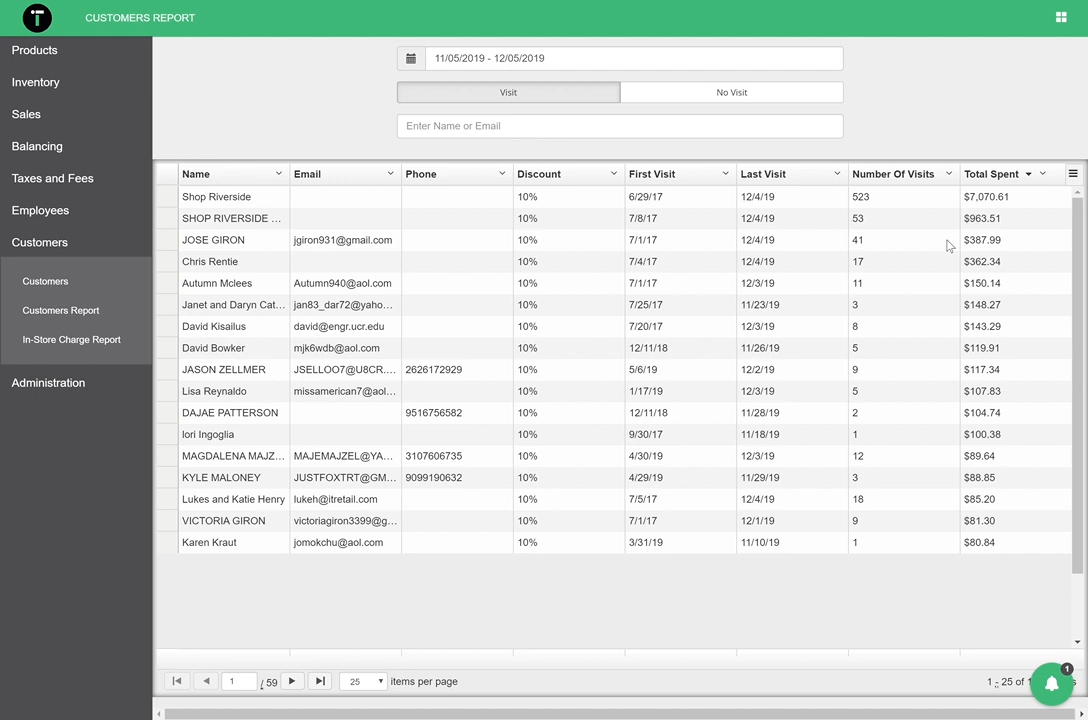 CUSTOMERS REPORT
Products
Inventory
Sales
Balancing
Taxes and Fees
Employees
Customers
Customers
Customers Report
In-Store Charge Report
Administration
11/05/2019 - 12/05/2019
Visit No Visit
Enter Name or Email
Name Email Phone Discount First Visit Last Visit Number Of Visits Total Spent
Shop Riverside 10% 6/29/17 12/4/19 523 $7,070.61
SHOP RIVERSIDE ... 10% 7/8/17 12/4/19 53 $963.51
JOSE GIRON jgiron931@gmail.com 10% 7/1/17 12/4/19 41 $387.99
Chris Rentie 10% 7/4/17 12/4/19 17 $362.34
Autumn Mclees Autumn940@aol.com 10% 7/1/17 12/3/19 11 $150.14
Janet and Daryn Cat... jan83_dar72@yaho... 10% 7/25/17 11/23/19 3 $148.27
David Kisailus david@engr.ucr.edu 10% 7/20/17 12/3/19 8 $143.29
David Bowker mjk6wdb@aol.com 10% 12/11/18 11/26/19 5 $119.91
JASON ZELLMER JSELLOO7@U8CR.... 2626172929 10% 5/6/19 12/2/19 9 $117.34
Lisa Reynaldo missamerican7@aol... 10% 1/17/19 12/3/19 5 $107.83
DAJAE PATTERSON 9516756582 10% 12/11/18 11/28/19 2 $104.74
lori Ingoglia 10% 9/30/17 11/18/19 1 $100.38
MAGDALENA MAJZ... MAJEMAJZEL@YA... 3107606735 10% 4/30/19 12/3/19 12 $89.64
KYLE MALONEY JUSTFOXTRT@GM... 9099190632 10% 4/29/19 11/29/19 3 $88.85
Lukes and Katie Henry lukeh@itretail.com 10% 7/5/17 12/4/19 18 $85.20
VICTORIA GIRON victoriagiron3399@g... 10% 7/1/17 12/1/19 9 $81.30
Karen Kraut jomokchu@aol.com 10% 3/31/19 11/10/19 1 $80.84
1 / 59 25 items per page 1 - 25 of
1